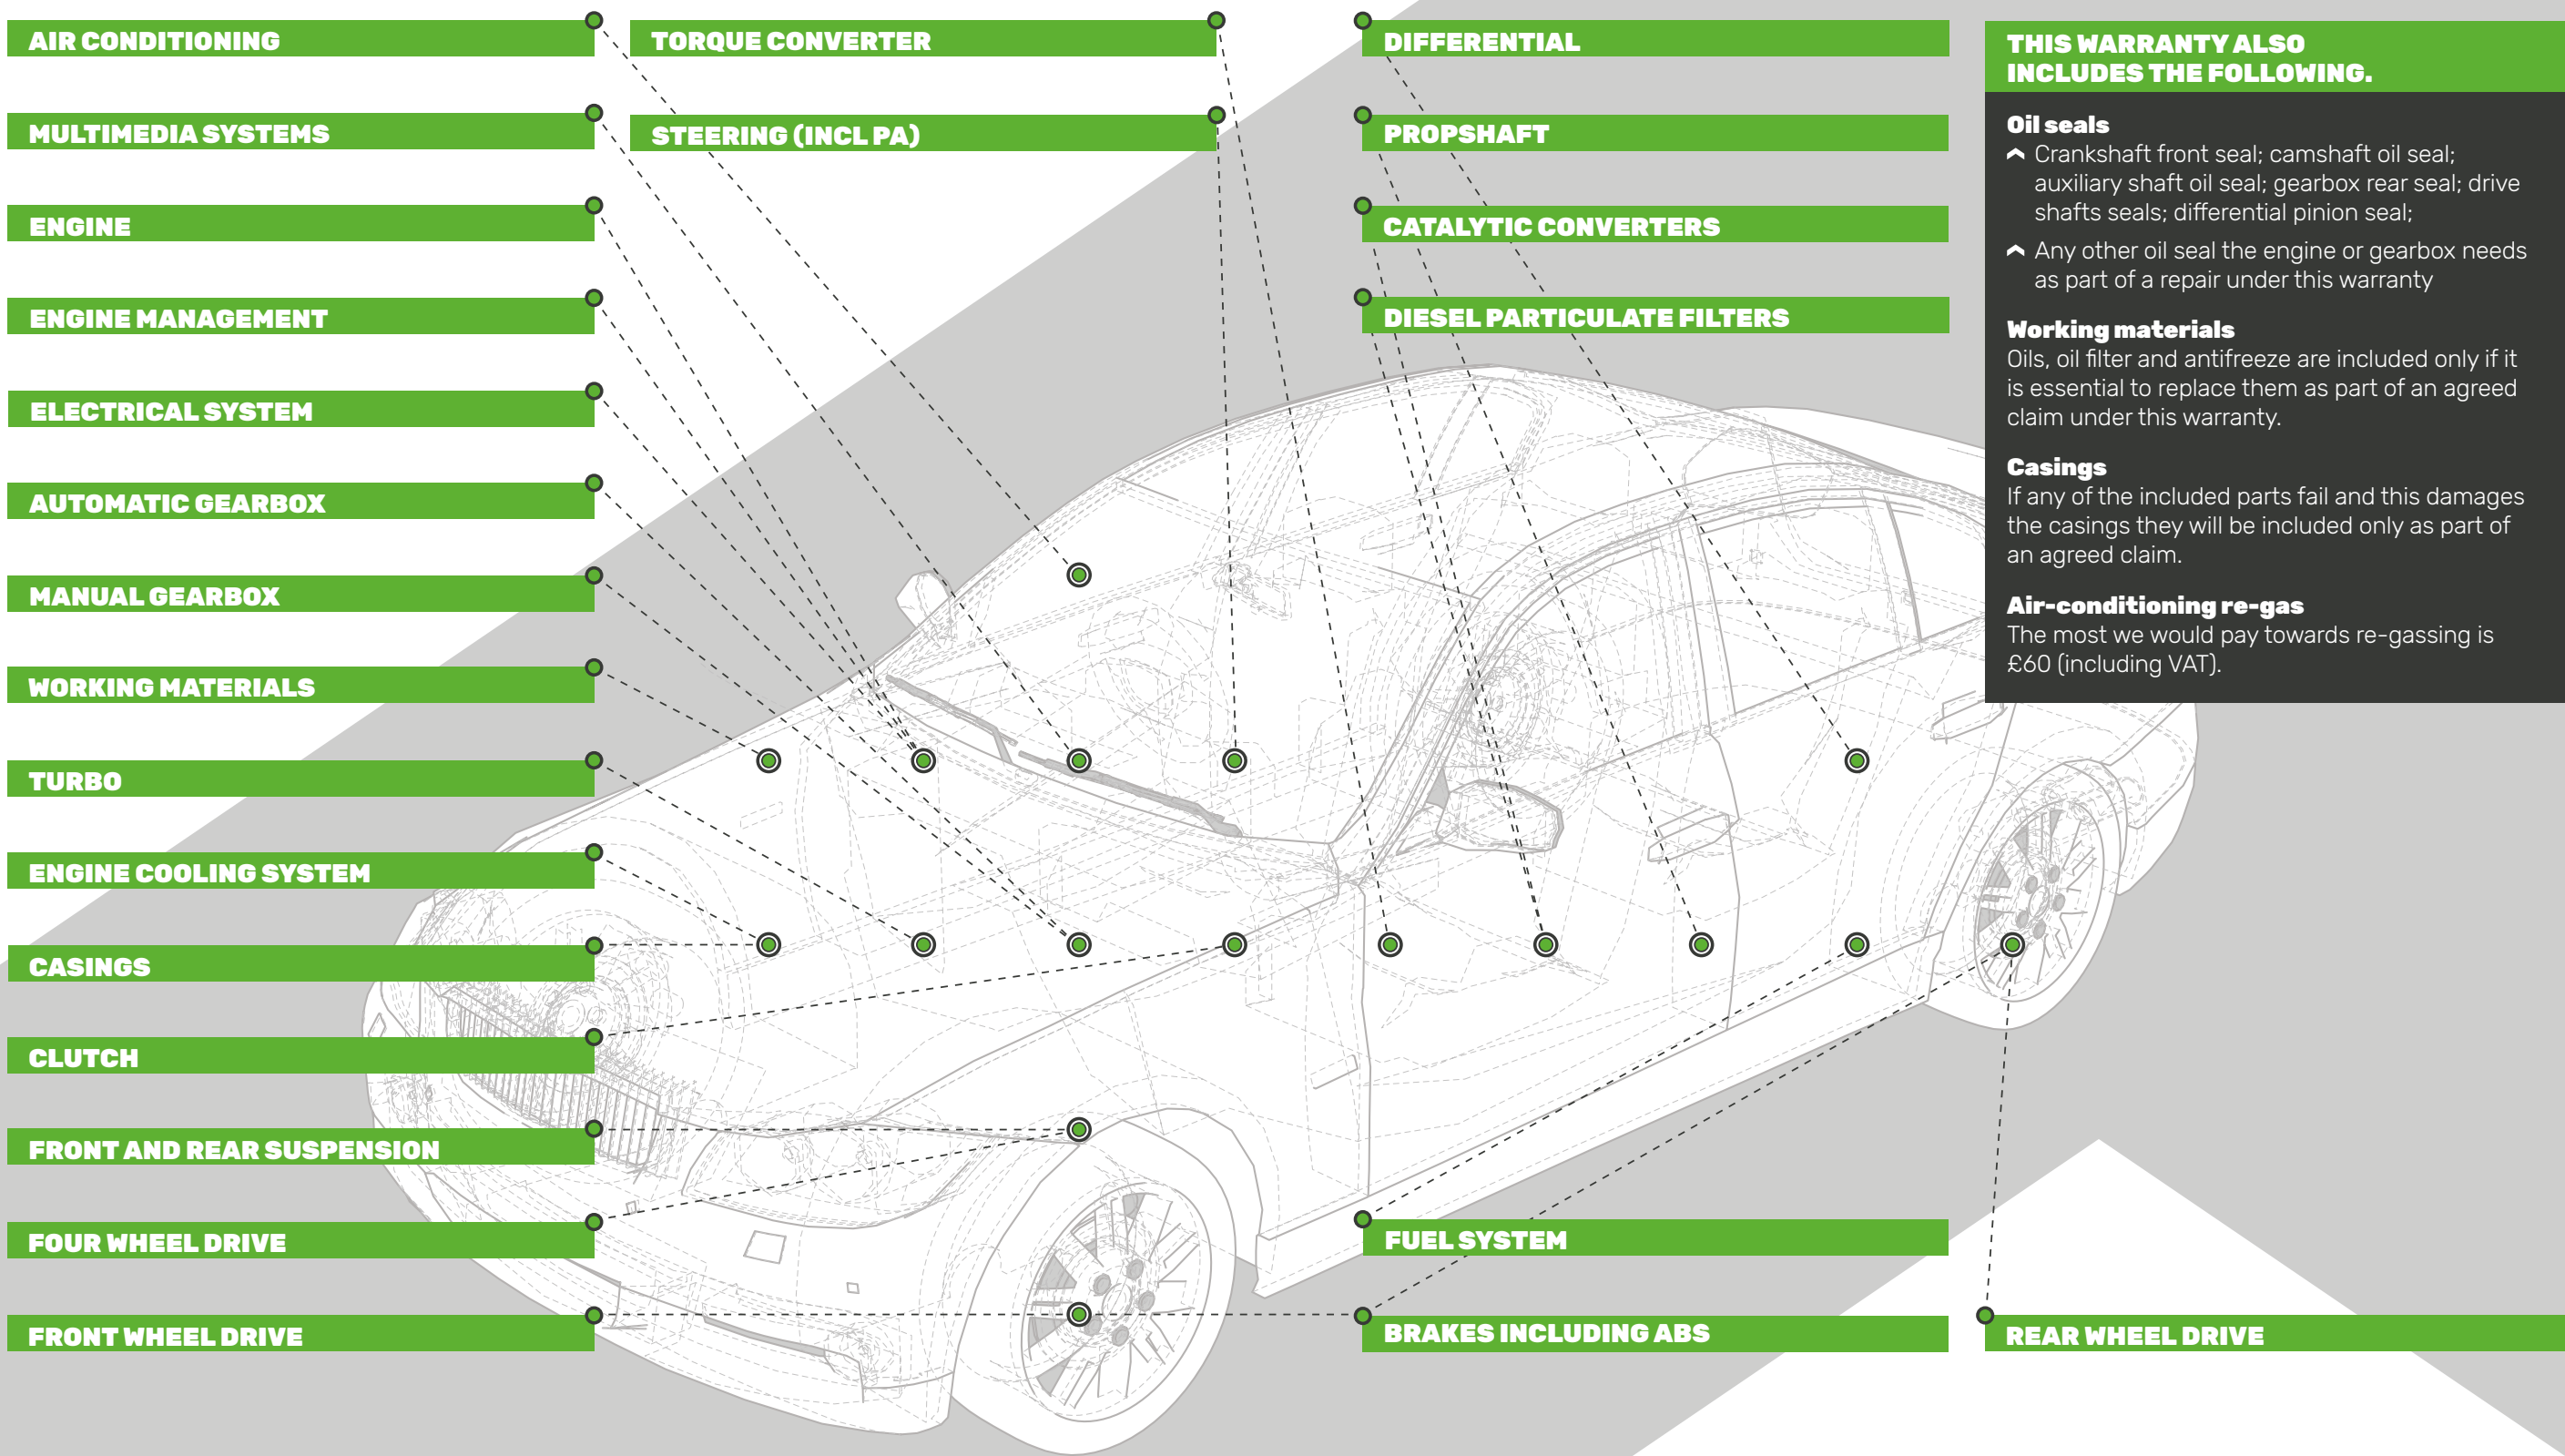 AIR CONDITIONING
MULTIMEDIA SYSTEMS
ENGINE
ENGINE MANAGEMENT
ELECTRICAL SYSTEM
AUTOMATIC GEARBOX
MANUAL GEARBOX
WORKING MATERIALS
TURBO
ENGINE COOLING SYSTEM
CASINGS
CLUTCH
FRONT AND REAR SUSPENSION
FOUR WHEEL DRIVE
FRONT WHEEL DRIVE
TORQUE CONVERTER
STEERING (INCL PA)
DIFFERENTIAL
PROPSHAFT
CATALYTIC CONVERTERS
DIESEL PARTICULATE FILTERS
FUEL SYSTEM
BRAKES INCLUDING ABS
THIS WARRANTY ALSO
INCLUDES THE FOLLOWING.
Oil seals
Crankshaft front seal; camshaft oil seal;
auxiliary shaft oil seal; gearbox rear seal; drive
shafts seals; differential pinion seal;
Any other oil seal the engine or gearbox needs
as part of a repair under this warranty
Working materials
Oils, oil filter and antifreeze are included only if it
is essential to replace them as part of an agreed
claim under this warranty.
Casings
If any of the included parts fail and this damages
the casings they will be included only as part of
an agreed claim.
Air-conditioning re-gas
The most we would pay towards re-gassing is
£60 (including VAT).
REAR WHEEL DRIVE